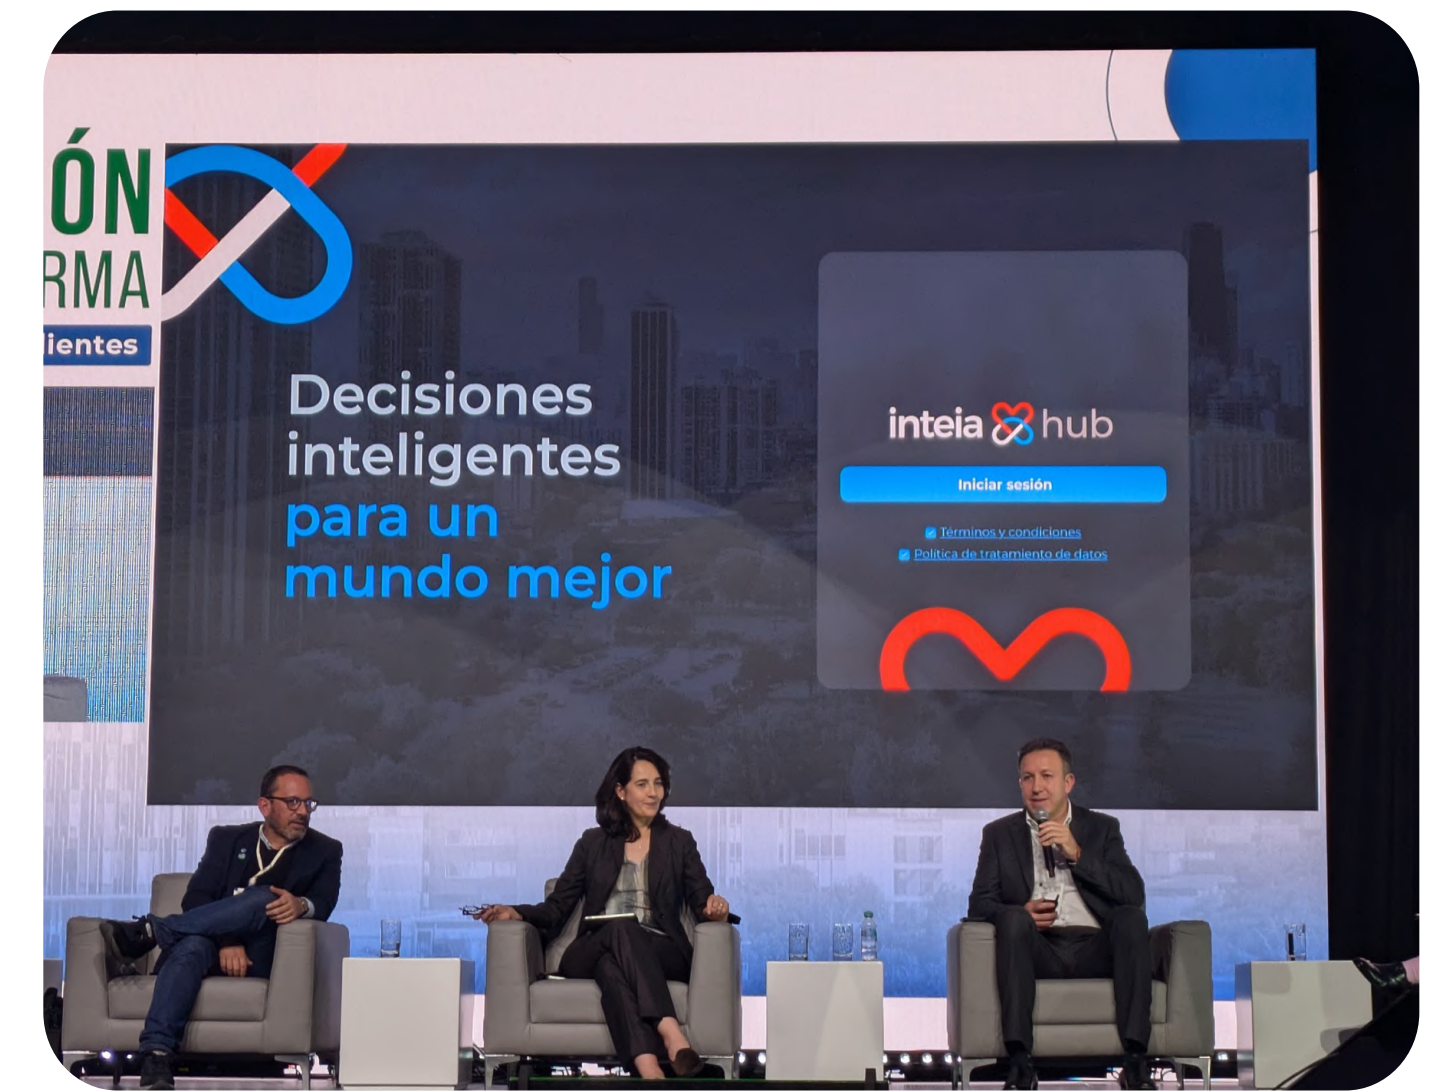 ÓN
RMA
lientes
Decisiones
inteligentes
para un
mundo mejor
inteia hub
Iniciar sesión
Términos y condiciones
Política de tratamiento de datos